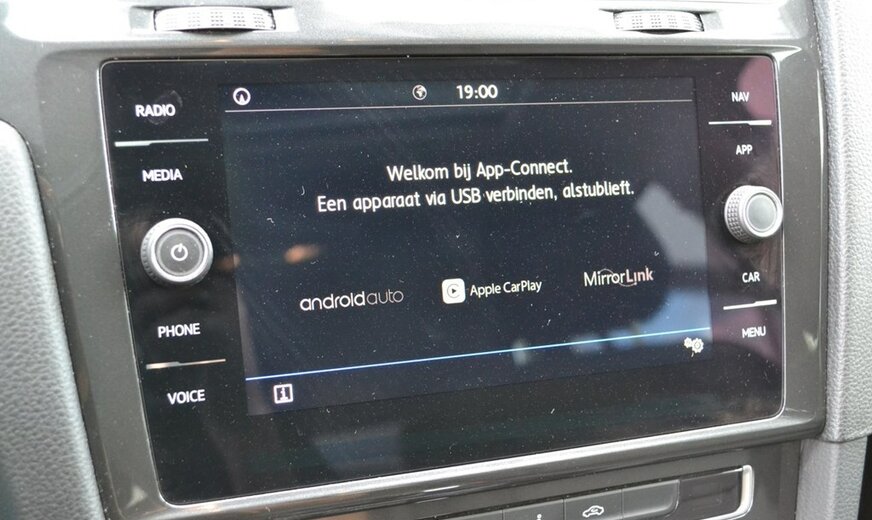 19:00
RADIO
MEDIA
PHONE
VOICE
Welkom bij App-Connect.
Een apparaat via USB verbinden, alstublieft.
androidauto
Apple CarPlay
MirrorLink
NAV
APP
CAR
MENU